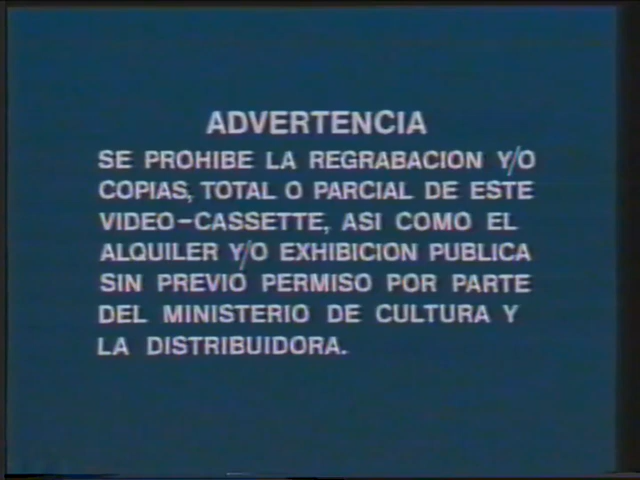 ADVERTENCIA
SE PROHIBE LA REGRABACION Y/O
COPIAS, TOTAL O PARCIAL DE ESTE
VIDEO-CASSETTE, ASI COMO EL
ALQUILER Y/O EXHIBICION PUBLICA
SIN PREVIO PERMISO POR PARTE
DEL MINISTERIO DE CULTURA Y
LA DISTRIBUIDORA.